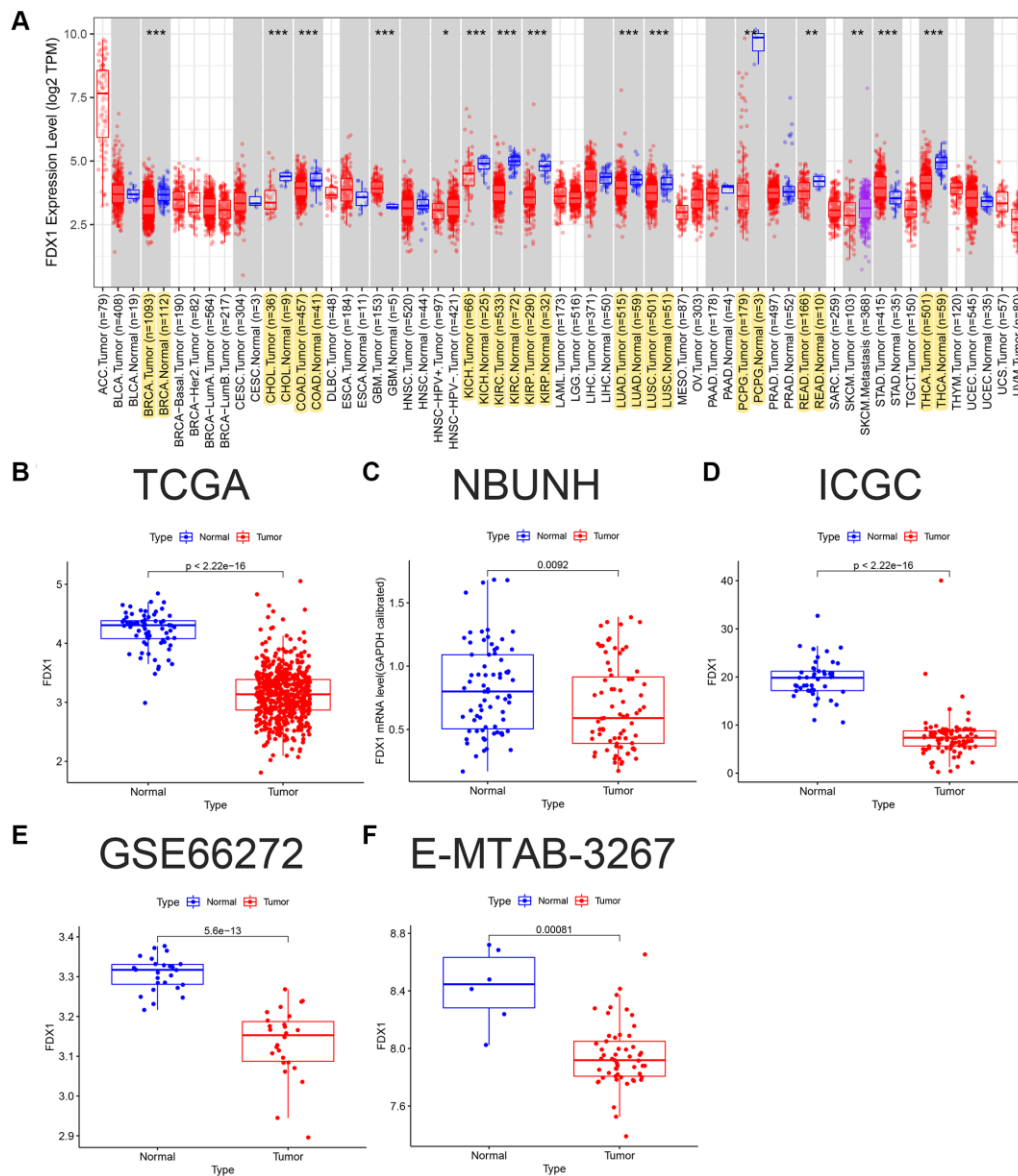 A
FDX1 Expression Level (log2 TPM)
10.0
7.5
5.0
2.5
*** *** *** *** * *** *** *** *** *** ** ** ** *** ***
ACC.Tumor (n=79)
BLCA.Tumor (n=408)
BLCA.Normal (n=19)
BRCA.Tumor (n=1093)
BRCA.Normal (n=112)
BRCA-Basal.Tumor (n=190)
BRCA-Her2.Tumor (n=82)
BRCA-LumA.Tumor (n=564)
BRCA-LumB.Tumor (n=217)
CESC.Tumor (n=304)
CESC.Normal (n=3)
CHOL.Tumor (n=36)
CHOL.Normal (n=9)
COAD.Tumor (n=457)
COAD.Normal (n=41)
DLBC.Tumor (n=48)
ESCA.Tumor (n=184)
ESCA.Normal (n=11)
GBM.Tumor (n=153)
GBM.Normal (n=5)
HNSC.Tumor (n=520)
HNSC.Normal (n=44)
HNSC-HPV+.Tumor (n=97)
HNSC-HPV-.Tumor (n=421)
KICH.Tumor (n=66)
KICH.Normal (n=25)
KIRC.Tumor (n=533)
KIRC.Normal (n=72)
KIRP.Tumor (n=290)
KIRP.Normal (n=32)
LAML.Tumor (n=173)
LGG.Tumor (n=516)
LIHC.Tumor (n=371)
LIHC.Normal (n=50)
LUAD.Tumor (n=515)
LUAD.Normal (n=59)
LUSC.Tumor (n=501)
LUSC.Normal (n=51)
MESO.Tumor (n=87)
OV.Tumor (n=303)
PAAD.Tumor (n=178)
PAAD.Normal (n=4)
PCPG.Tumor (n=179)
PCPG.Normal (n=3)
PRAD.Tumor (n=497)
PRAD.Normal (n=52)
READ.Tumor (n=166)
READ.Normal (n=10)
SARC.Tumor (n=259)
SKCM.Tumor (n=103)
SKCM.Metastasis (n=368)
STAD.Tumor (n=415)
STAD.Normal (n=35)
TGCT.Tumor (n=150)
THCA.Tumor (n=501)
THCA.Normal (n=59)
THYM.Tumor (n=120)
UCEC.Tumor (n=545)
UCEC.Normal (n=35)
UCS.Tumor (n=57)
UVM.Tumor (n=80)
B
TCGA
Type Normal Tumor
p < 2.22e-16
FDX1
5
4
3
2
Normal Tumor
Type
C
NBUNH
Type Normal Tumor
0.0092
FDX1 mRNA level(GAPDH calibrated)
1.5
1.0
0.5
Normal Tumor
Type
D
ICGC
Type Normal Tumor
p < 2.22e-16
FDX1
40
30
20
10
0
Normal Tumor
Type
E
GSE66272
Type Normal Tumor
5.6e-13
FDX1
3.4
3.3
3.2
3.1
3.0
2.9
Normal Tumor
Type
F
E-MTAB-3267
Type Normal Tumor
0.00081
FDX1
8.8
8.4
8.0
7.6
Normal Tumor
Type